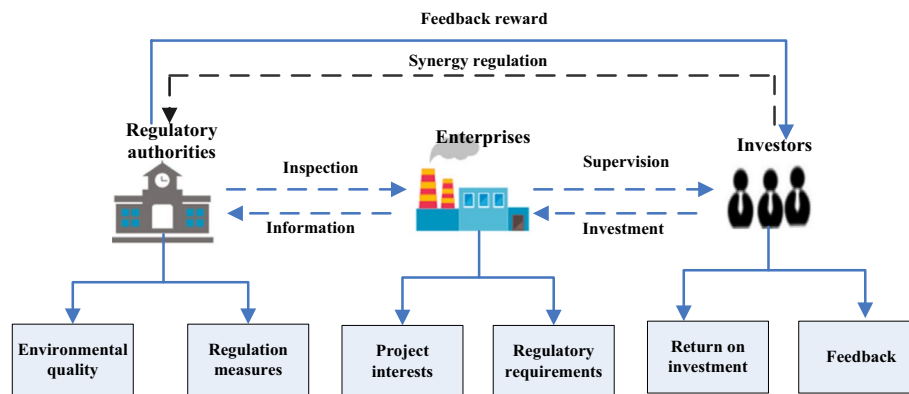 Feedback reward
Synergy regulation
Regulatory
authorities
Enterprises
Investors
Inspection
Supervision
Information
Investment
Environmental
quality
Regulation
measures
Project
interests
Regulatory
requirements
Return on
investment
Feedback